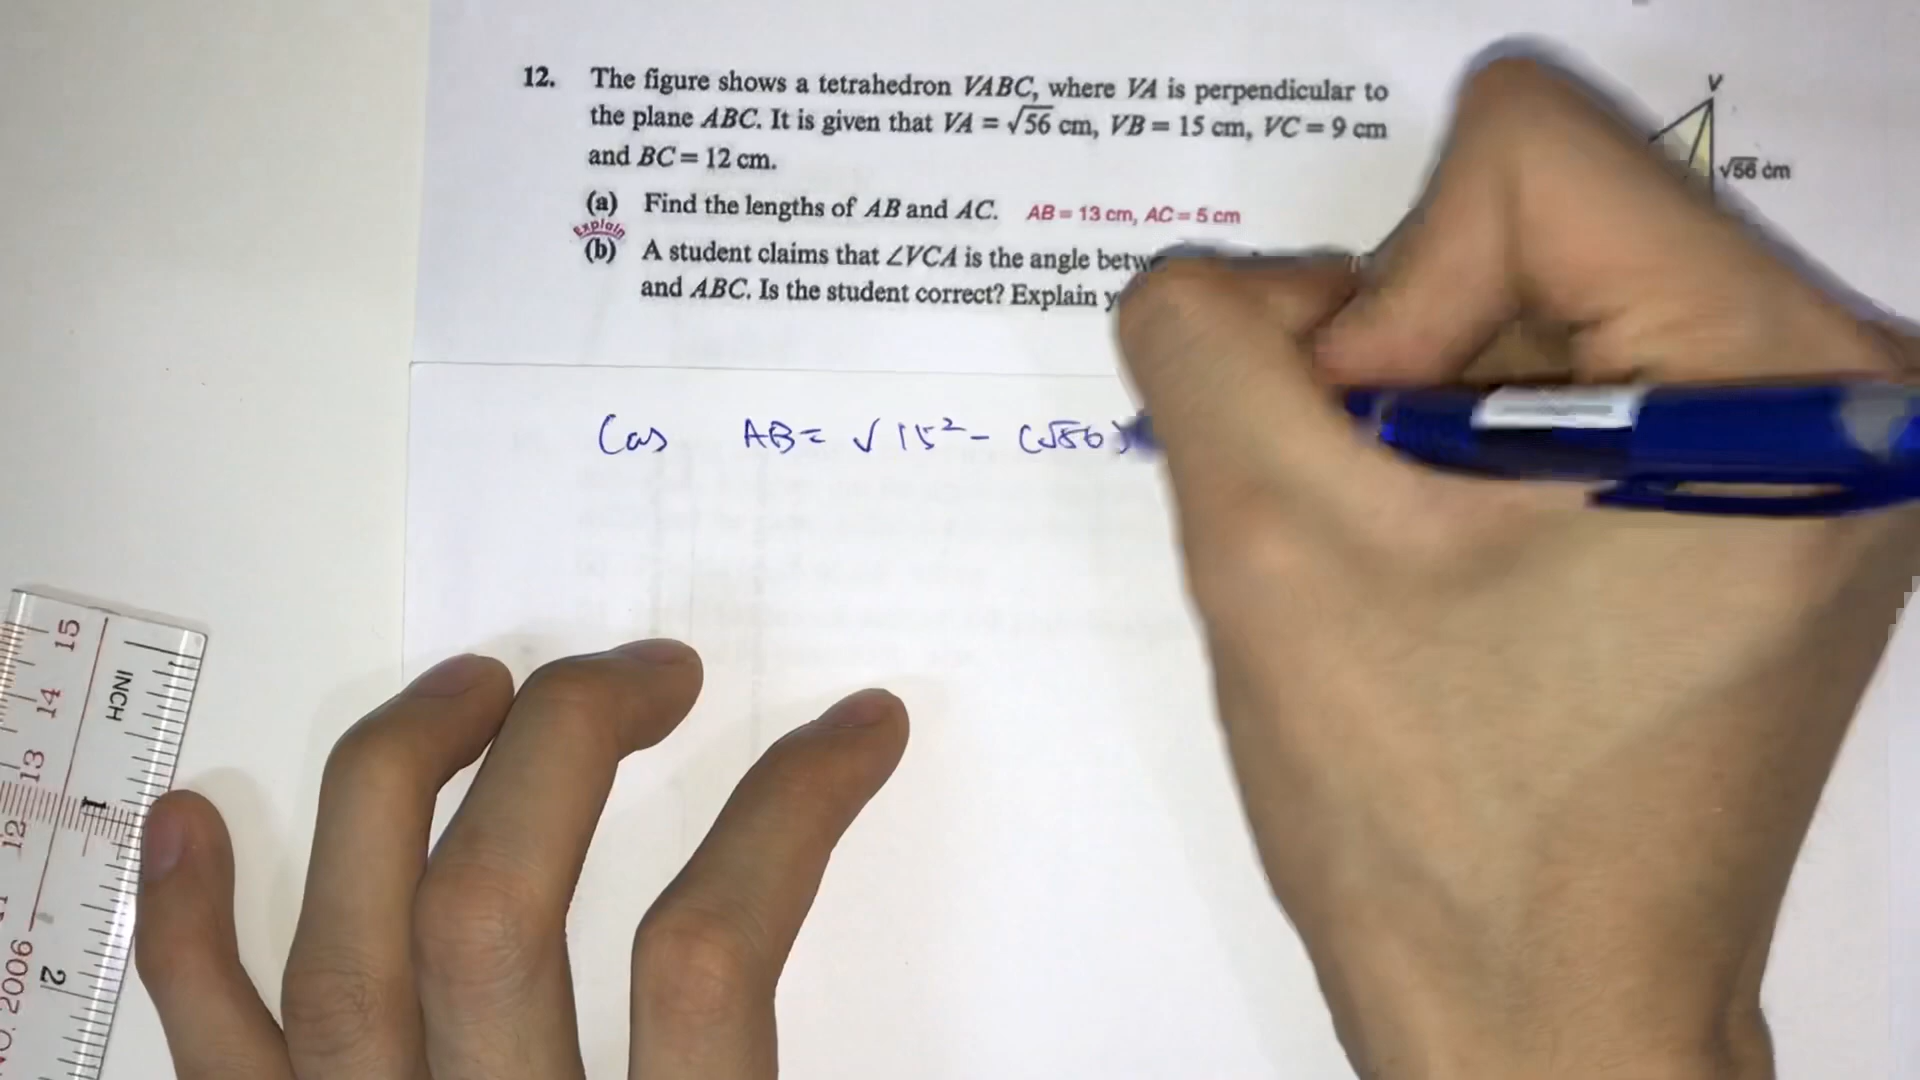 12. The figure shows a tetrahedron VABC, where VA is perpendicular to
the plane ABC. It is given that VA = √56 cm, VB = 15 cm, VC = 9 cm
and BC = 12 cm.
(a) Find the lengths of AB and AC. AB = 13 cm, AC = 5 cm
Explain
(b) A student claims that ∠VCA is the angle
and ABC. Is the student correct? Explain
V
√56 cm
(a) AB = √15² - (√56)
15
14
13
12
INCH
1
2
2006